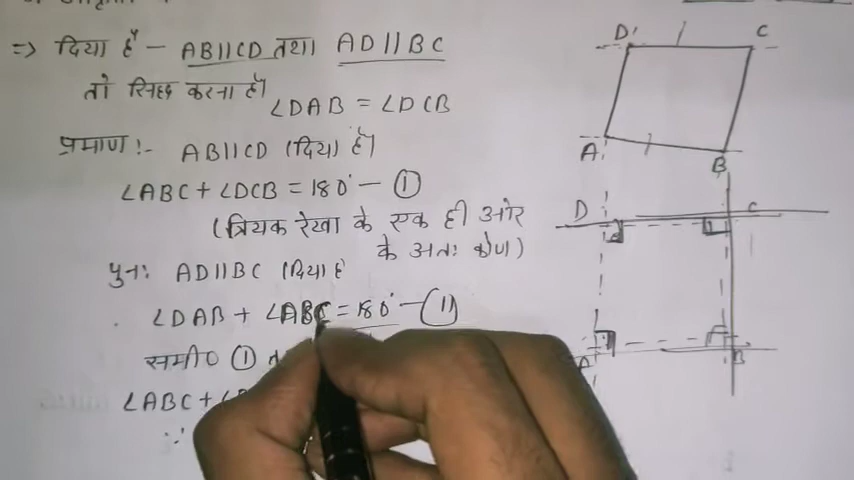 ⇒ दिया है - AB||CD तथा AD||BC
तो सिद्ध करना है।
∠DAB = ∠DCB
प्रमाण :- AB||CD (दिया) है।
∠ABC + ∠DCB = 180° - ①
(त्रियक रेखा के एक ही ओर
के अतः कोण)
पुनः AD||BC (दिया है
∠DAB + ∠ABC = 180° - (11)
समी० ①
∠ABC +
∵
D C
A B
D C
A B